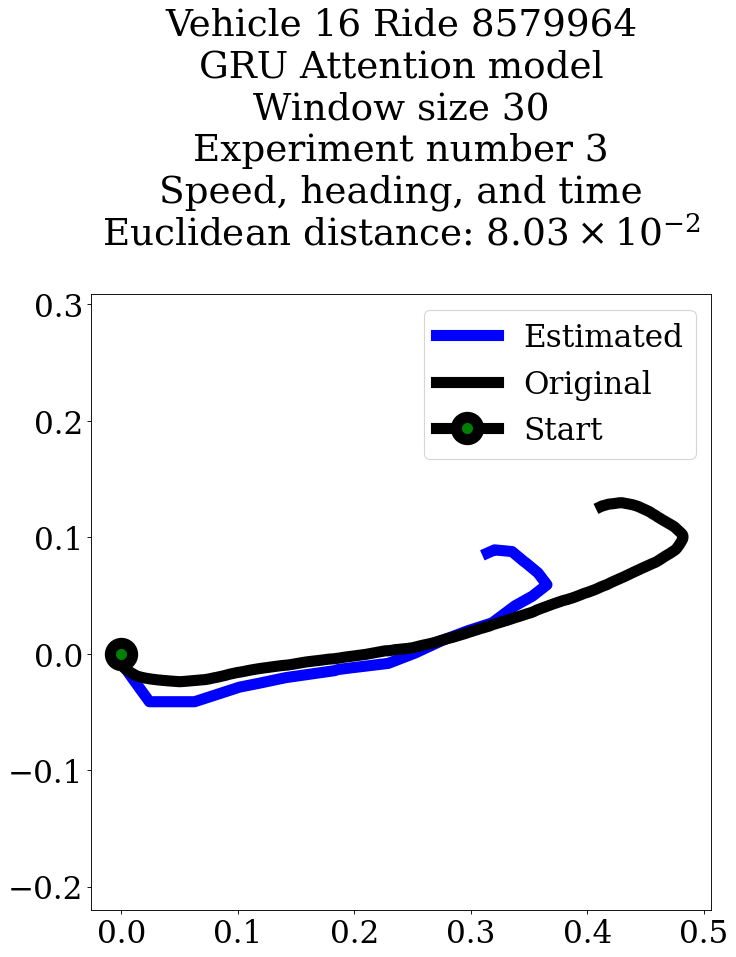 Vehicle 16 Ride 8579964
GRU Attention model
Window size 30
Experiment number 3
Speed, heading, and time
Euclidean distance: 8.03 × 10⁻²
Estimated
Original
Start
0.3
0.2
0.1
0.0
−0.1
−0.2
0.0 0.1 0.2 0.3 0.4 0.5